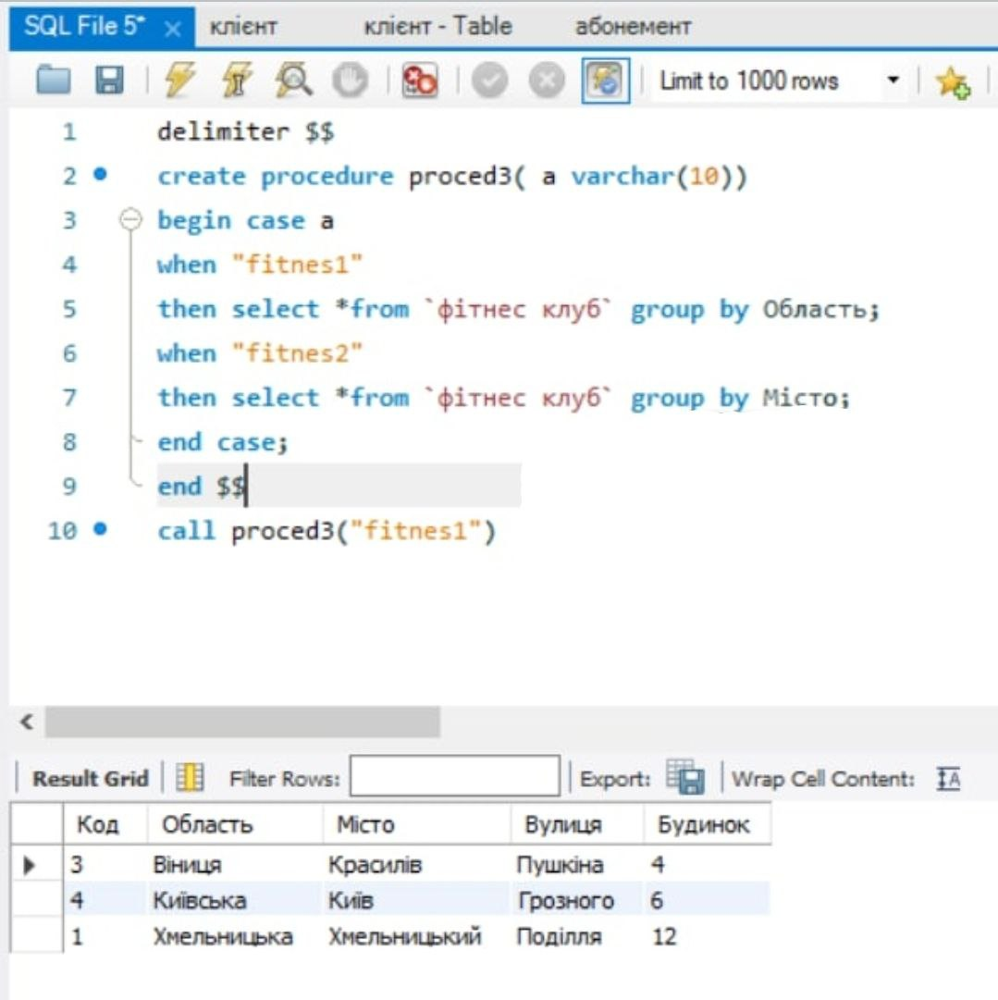 SQL File 5* клієнт клієнт - Table абонемент
Limit to 1000 rows
1 delimiter $$
2 create procedure proced3( a varchar(10))
3 begin case a
4 when "fitnes1"
5 then select *from `фітнес клуб` group by Область;
6 when "fitnes2"
7 then select *from `фітнес клуб` group by Місто;
8 end case;
9 end $$
10 call proced3("fitnes1")
Result Grid Filter Rows: Export: Wrap Cell Content:
Код Область Місто Вулиця Будинок
3 Віниця Красилів Пушкіна 4
4 Київська Київ Грозного 6
1 Хмельницька Хмельницький Поділля 12